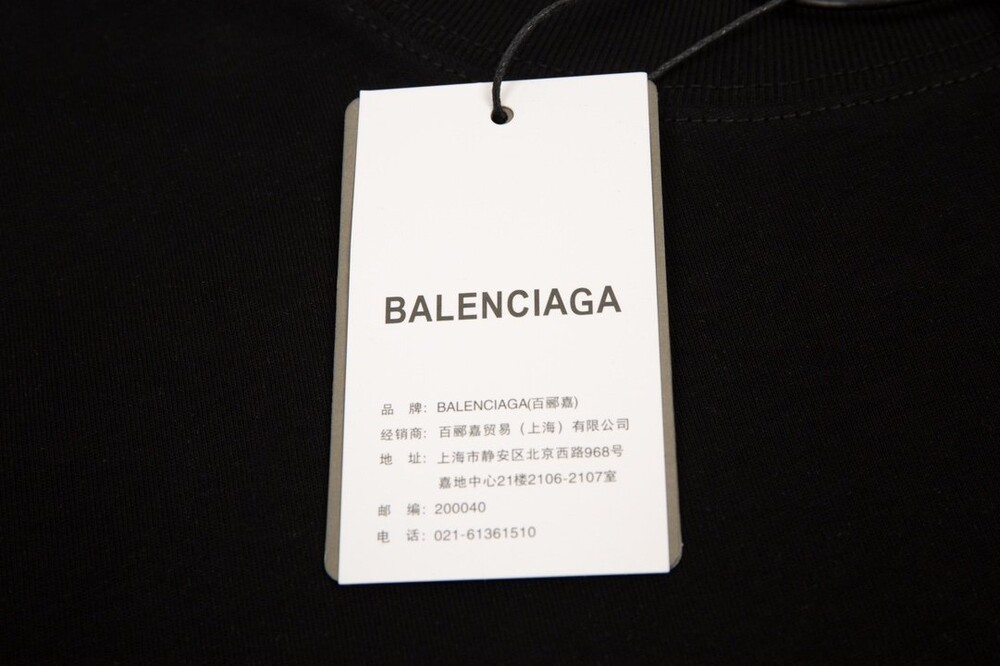 BALENCIAGA
品 牌：BALENCIAGA(百郦嘉)
经销商：百郦嘉贸易（上海）有限公司
地 址：上海市静安区北京西路968号
嘉地中心21楼2106-2107室
邮 编：200040
电 话：021-61361510